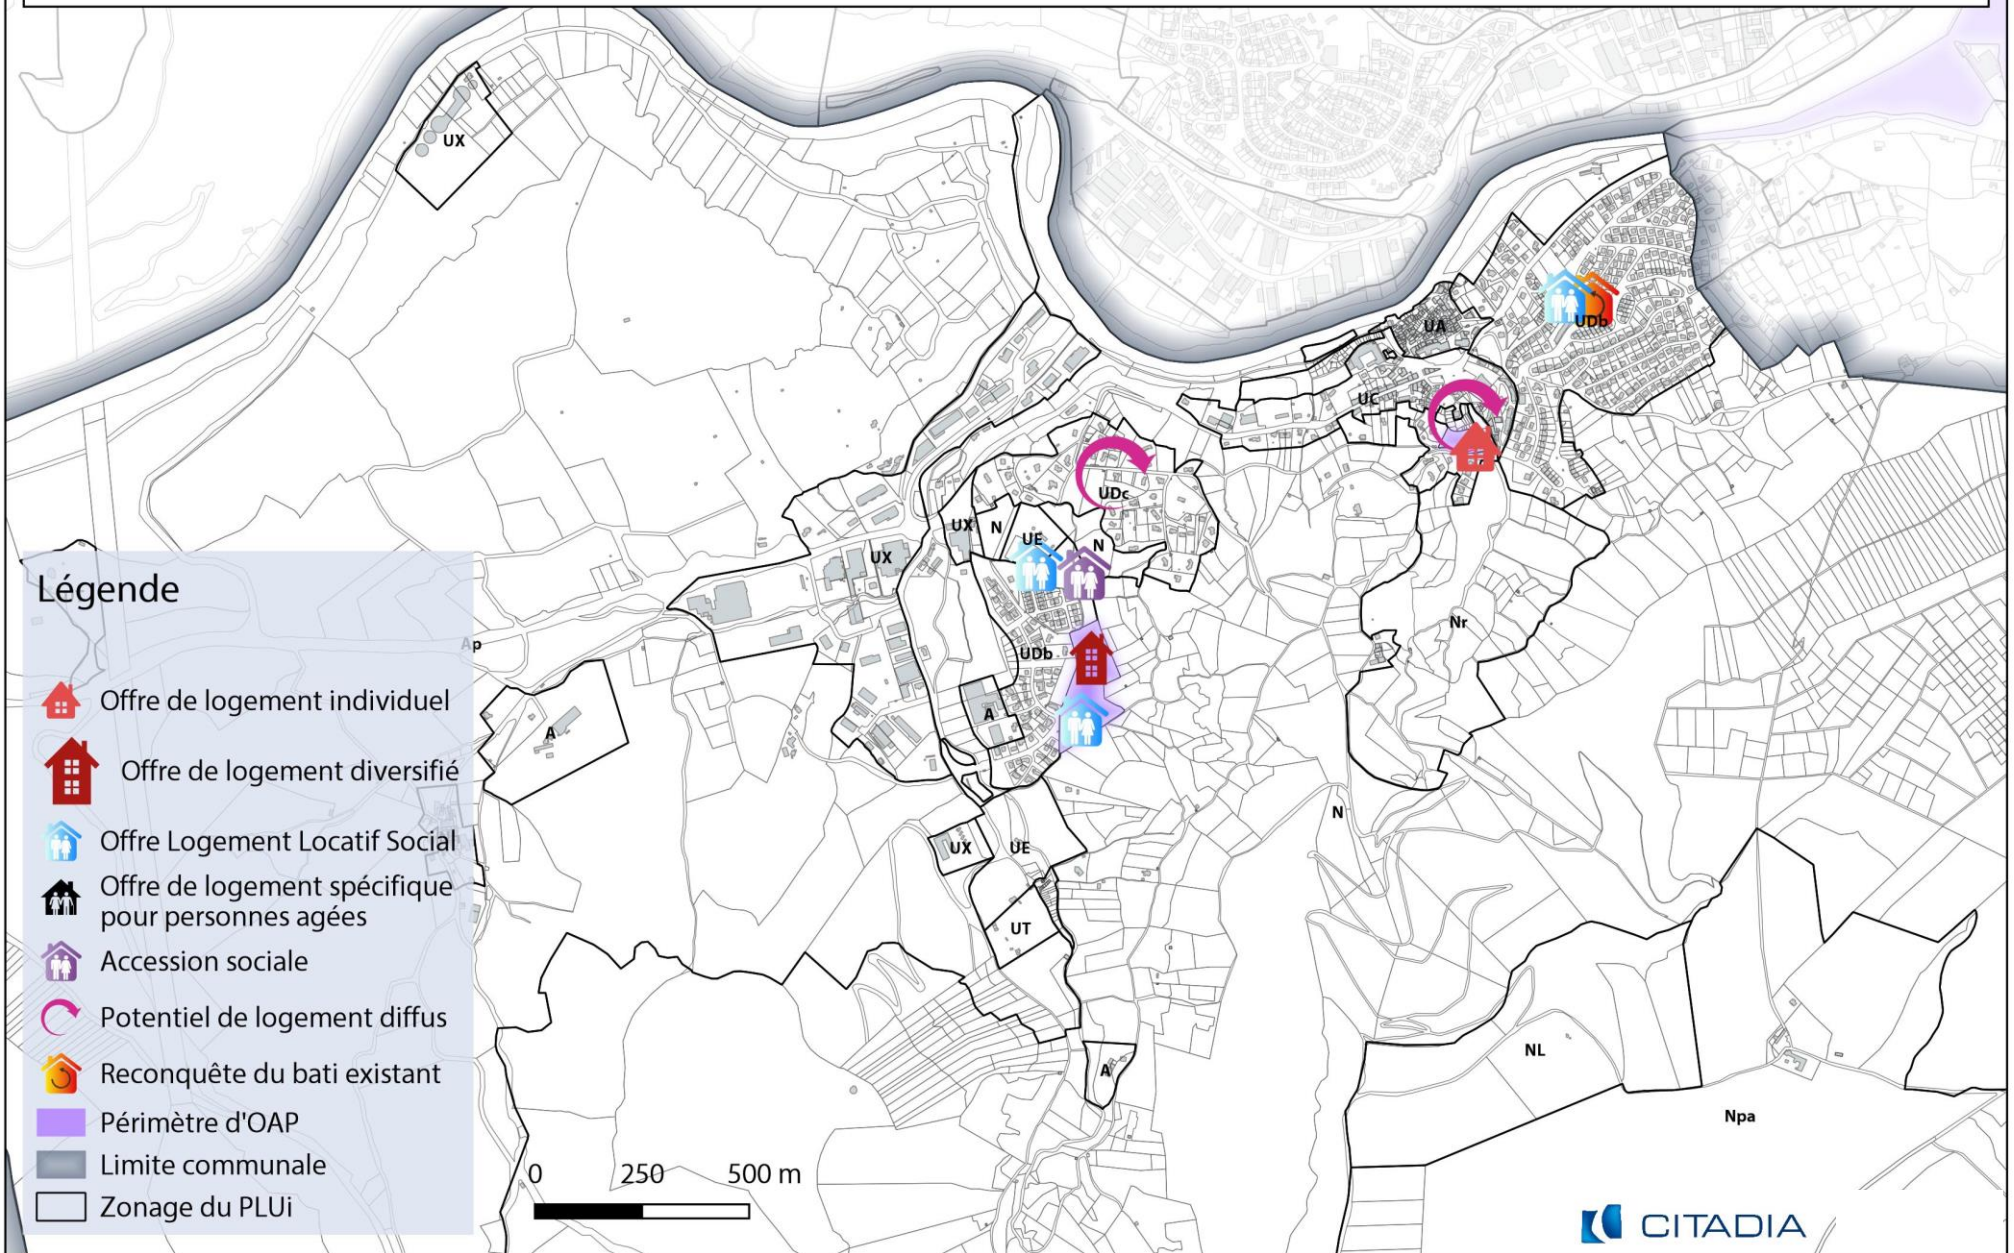 UX
UA
UDb
UC
UDc
UX
N
UE
N
UX
Nr
Ap
UDb
A
A
N
UX
UE
UT
NL
A
Npa
Légende
Offre de logement individuel
Offre de logement diversifié
Offre Logement Locatif Social
Offre de logement spécifique
pour personnes agées
Accession sociale
Potentiel de logement diffus
Reconquête du bati existant
Périmètre d'OAP
Limite communale
Zonage du PLUi
0 250 500 m
CITADIA